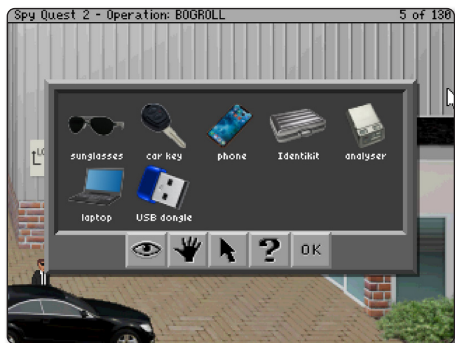 Spy Quest 2 - Operation: BOGROLL 5 of 130
sunglasses car key phone Identikit analyser
laptop USB dongle
? OK